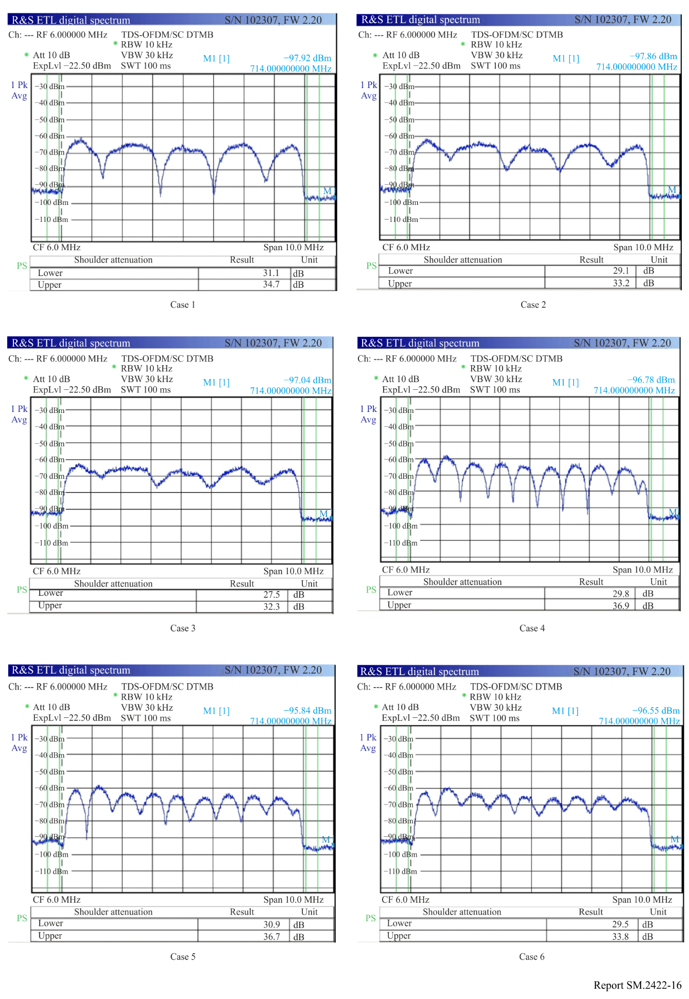 R&S ETL digital spectrum S/N 102307, FW 2.20
Ch: --- RF 6.000000 MHz TDS-OFDM/SC DTMB
* RBW 10 kHz
* Att 10 dB VBW 30 kHz M1 [1] −97.92 dBm
ExpLvl −22.50 dBm SWT 100 ms 714.000000000 MHz
1 Pk
Avg
−30 dBm
−40 dBm
−50 dBm
−60 dBm
−70 dBm
−80 dBm
−90 dBm
M
−100 dBm
−110 dBm
CF 6.0 MHz Span 10.0 MHz
PS
Shoulder attenuation Result Unit
Lower 31.1 dB
Upper 34.7 dB
Case 1
R&S ETL digital spectrum S/N 102307, FW 2.20
Ch: --- RF 6.000000 MHz TDS-OFDM/SC DTMB
* RBW 10 kHz
* Att 10 dB VBW 30 kHz M1 [1] −97.86 dBm
ExpLvl −22.50 dBm SWT 100 ms 714.000000000 MHz
1 Pk
Avg
−30 dBm
−40 dBm
−50 dBm
−60 dBm
−70 dBm
−80 dBm
−90 dBm
M
−100 dBm
−110 dBm
CF 6.0 MHz Span 10.0 MHz
PS
Shoulder attenuation Result Unit
Lower 29.1 dB
Upper 33.2 dB
Case 2
R&S ETL digital spectrum S/N 102307, FW 2.20
Ch: --- RF 6.000000 MHz TDS-OFDM/SC DTMB
* RBW 10 kHz
* Att 10 dB VBW 30 kHz M1 [1] −97.04 dBm
ExpLvl −22.50 dBm SWT 100 ms 714.000000000 MHz
1 Pk
Avg
−30 dBm
−40 dBm
−50 dBm
−60 dBm
−70 dBm
−80 dBm
−90 dBm
M
−100 dBm
−110 dBm
CF 6.0 MHz Span 10.0 MHz
PS
Shoulder attenuation Result Unit
Lower 27.5 dB
Upper 32.3 dB
Case 3
R&S ETL digital spectrum S/N 102307, FW 2.20
Ch: --- RF 6.000000 MHz TDS-OFDM/SC DTMB
* RBW 10 kHz
* Att 10 dB VBW 30 kHz M1 [1] −96.78 dBm
ExpLvl −22.50 dBm SWT 100 ms 714.000000000 MHz
1 Pk
Avg
−30 dBm
−40 dBm
−50 dBm
−60 dBm
−70 dBm
−80 dBm
−90 dBm
M
−100 dBm
−110 dBm
CF 6.0 MHz Span 10.0 MHz
PS
Shoulder attenuation Result Unit
Lower 29.8 dB
Upper 36.9 dB
Case 4
R&S ETL digital spectrum S/N 102307, FW 2.20
Ch: --- RF 6.000000 MHz TDS-OFDM/SC DTMB
* RBW 10 kHz
* Att 10 dB VBW 30 kHz M1 [1] −95.84 dBm
ExpLvl −22.50 dBm SWT 100 ms 714.000000000 MHz
1 Pk
Avg
−30 dBm
−40 dBm
−50 dBm
−60 dBm
−70 dBm
−80 dBm
−90 dBm
M
−100 dBm
−110 dBm
CF 6.0 MHz Span 10.0 MHz
PS
Shoulder attenuation Result Unit
Lower 30.9 dB
Upper 36.7 dB
Case 5
R&S ETL digital spectrum S/N 102307, FW 2.20
Ch: --- RF 6.000000 MHz TDS-OFDM/SC DTMB
* RBW 10 kHz
* Att 10 dB VBW 30 kHz M1 [1] −96.55 dBm
ExpLvl −22.50 dBm SWT 100 ms 714.000000000 MHz
1 Pk
Avg
−30 dBm
−40 dBm
−50 dBm
−60 dBm
−70 dBm
−80 dBm
−90 dBm
M
−100 dBm
−110 dBm
CF 6.0 MHz Span 10.0 MHz
PS
Shoulder attenuation Result Unit
Lower 29.5 dB
Upper 33.8 dB
Case 6
Report SM.2422-16